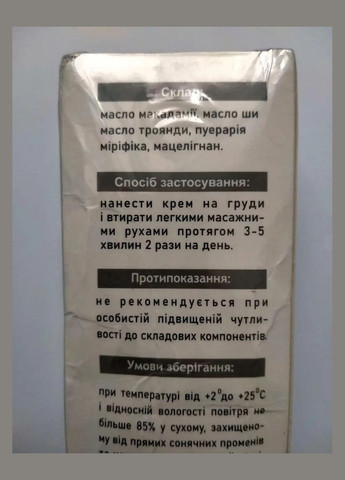 Склад:
масло макадамії, масло ши
масло троянди, пуерарія
міріфіка, мацелігнан.
Спосіб застосування:
нанести крем на груди
і втирати легкими масажни-
ми рухами протягом 3-5
хвилин 2 рази на день.
Протипоказання:
не рекомендується при
особистій підвищеній чутли-
вості до складових компонентів.
Умови зберігання:
при температурі від +2° до +25°С
і відносній вологості повітря не
більше 85% у сухому, захищено-
му від прямих сонячних променів